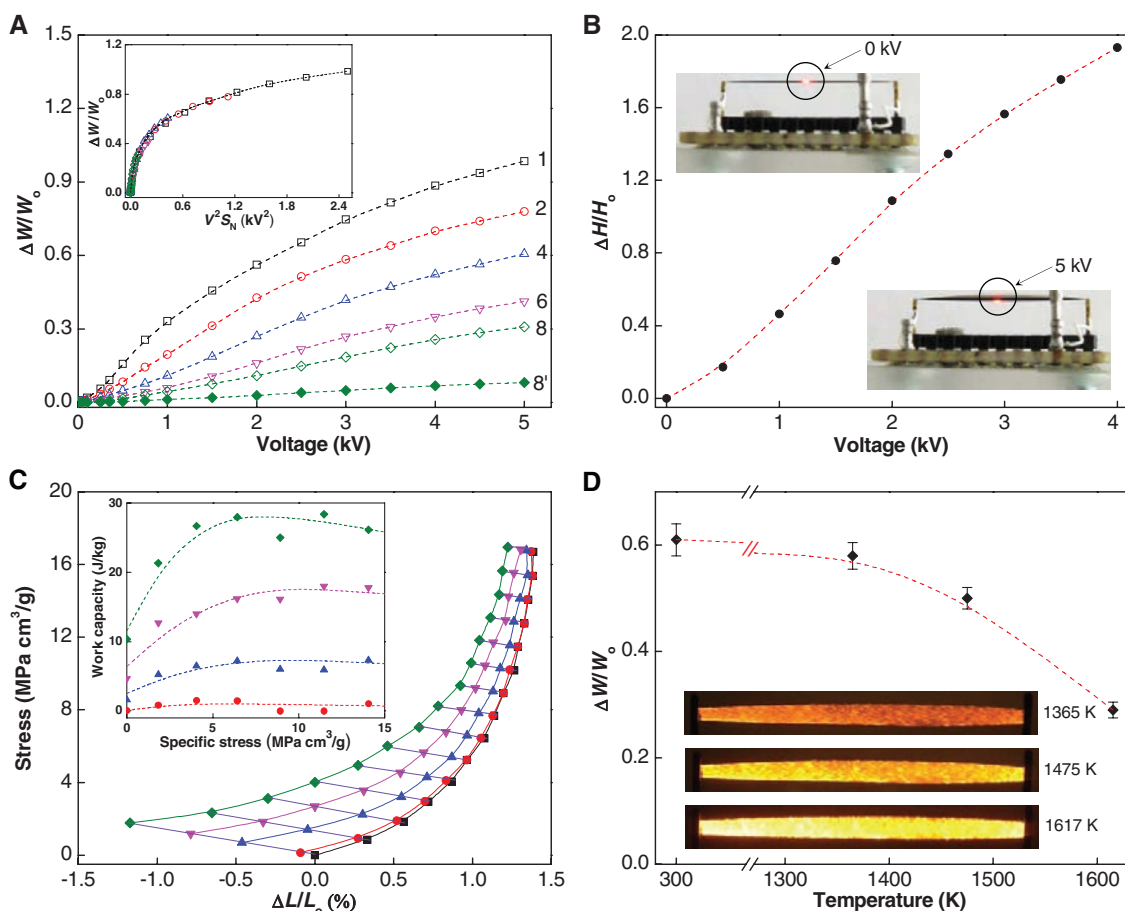 A
1.5
1.2
0.9
0.6
0.3
0.0
ΔW/Wₒ
0 1 2 3 4 5
Voltage (kV)
1
2
4
6
8
8'
1.2
0.8
0.4
0.0
ΔW/Wₒ
0.0 0.6 1.2 1.8 2.4
V²S_N (kV²)
B
2.0
1.6
1.2
0.8
0.4
0.0
ΔH/Hₒ
0 1 2 3 4
Voltage (kV)
0 kV
5 kV
C
20
16
12
8
4
0
Stress (MPa cm³/g)
-1.5 -1.0 -0.5 0.0 0.5 1.0 1.5
ΔL/Lₒ (%)
30
20
10
0
Work capacity (J/kg)
0 5 10 15
Specific stress (MPa cm³/g)
D
0.6
0.4
0.2
0.0
ΔW/Wₒ
300 1300 1400 1500 1600
Temperature (K)
1365 K
1475 K
1617 K